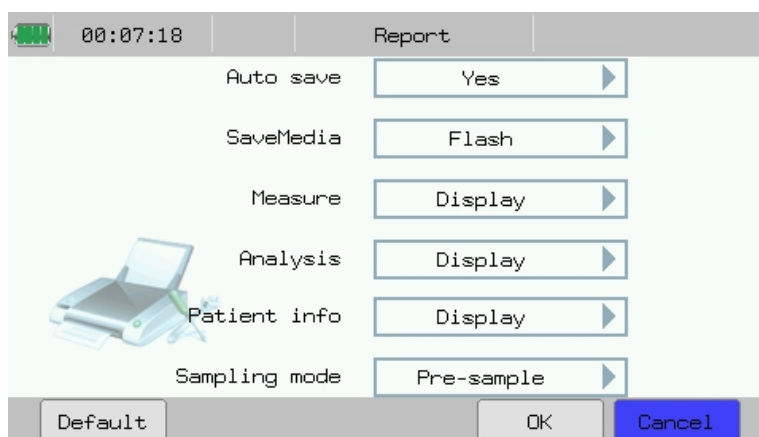 00:07:18 Report
Auto save Yes
SaveMedia Flash
Measure Display
Analysis Display
Patient info Display
Sampling mode Pre-sample
Default OK Cancel